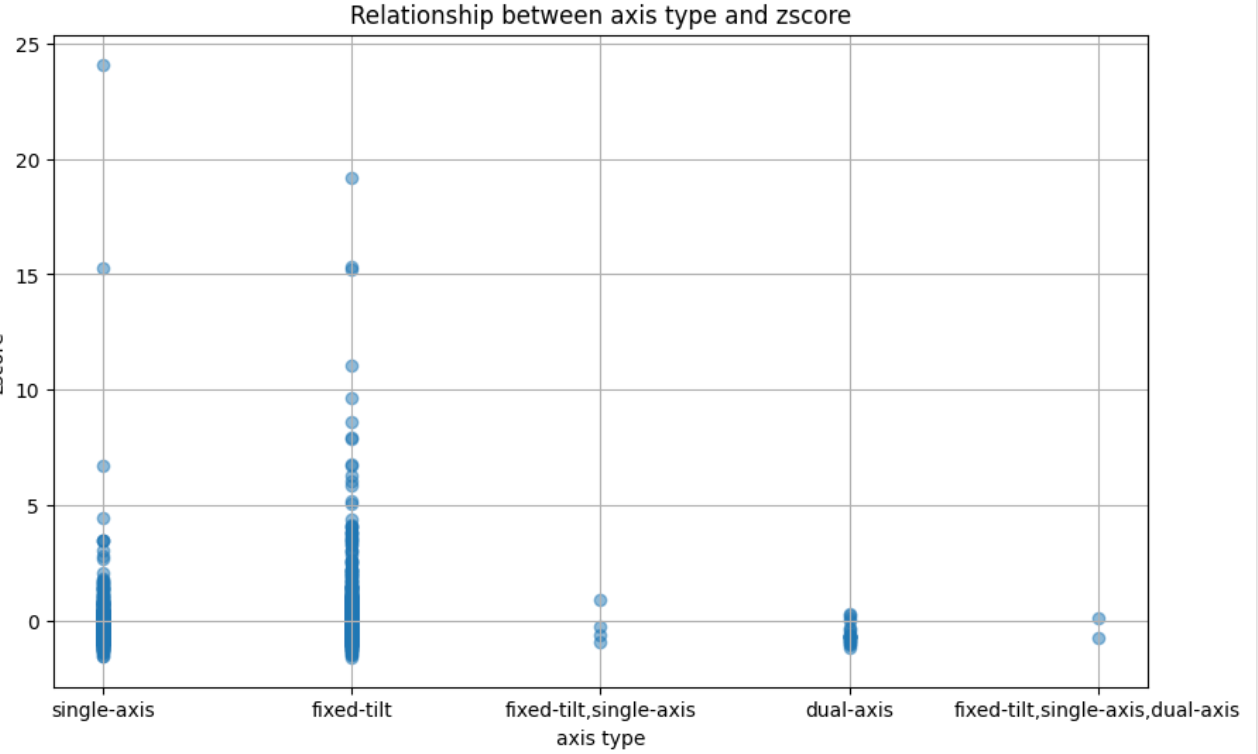 Relationship between axis type and zscore
25
20
15
10
5
0
single-axis fixed-tilt fixed-tilt,single-axis dual-axis fixed-tilt,single-axis,dual-axis
axis type